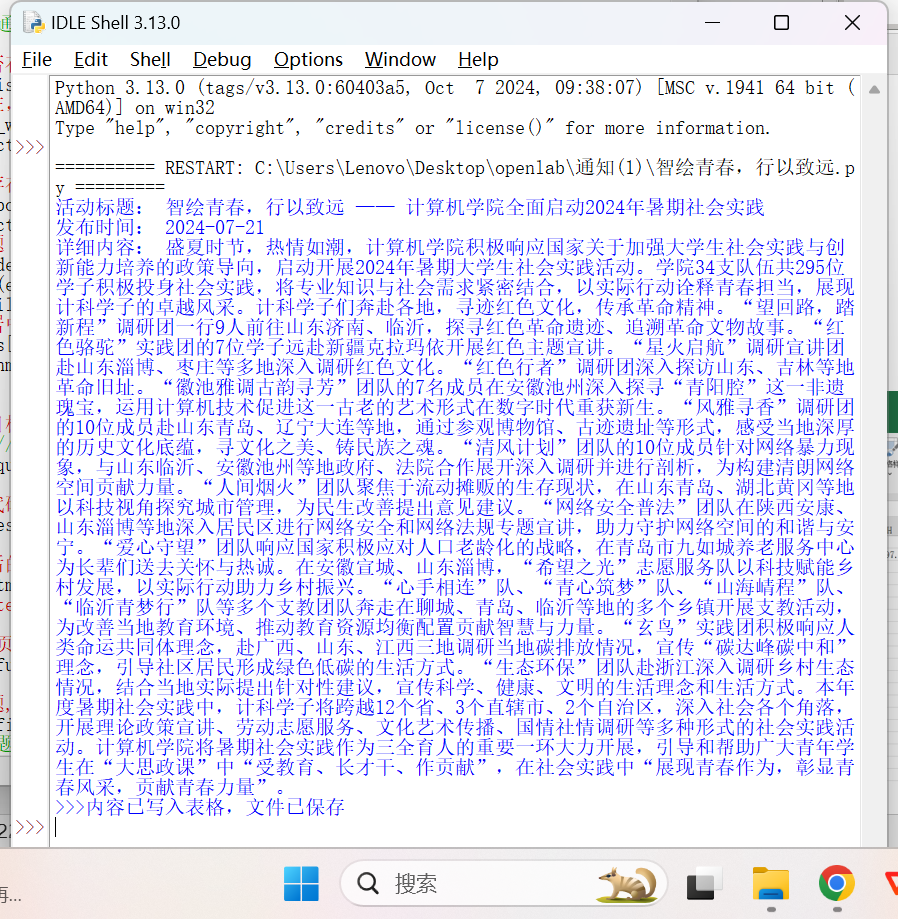 IDLE Shell 3.13.0
File Edit Shell Debug Options Window Help
Python 3.13.0 (tags/v3.13.0:60403a5, Oct  7 2024, 09:38:07) [MSC v.1941 64 bit (
AMD64)] on win32
Type "help", "copyright", "credits" or "license()" for more information.
>>>
========== RESTART: C:\Users\Lenovo\Desktop\openlab\通知(1)\智绘青春，行以致远.p
y =========
活动标题： 智绘青春，行以致远 —— 计算机学院全面启动2024年暑期社会实践
发布时间： 2024-07-21
详细内容： 盛夏时节，热情如潮，计算机学院积极响应国家关于加强大学生社会实践与创
新能力培养的政策导向，启动开展2024年暑期大学生社会实践活动。学院34支队伍共295位
学子积极投身社会实践，将专业知识与社会需求紧密结合，以实际行动诠释青春担当，展现
计科学子的卓越风采。计科学子们奔赴各地，寻迹红色文化，传承革命精神。“望回路，踏
新程”调研团一行9人前往山东济南、临沂，探寻红色革命遗迹、追溯革命文物故事。“红
色骆驼”实践团的7位学子远赴新疆克拉玛依开展红色主题宣讲。“星火启航”调研宣讲团
赴山东淄博、枣庄等多地深入调研红色文化。“红色行者”调研团深入探访山东、吉林等地
革命旧址。“徽池雅调古韵寻芳”团队的7名成员在安徽池州深入探寻“青阳腔”这一非遗
瑰宝，运用计算机技术促进这一古老的艺术形式在数字时代重获新生。“风雅寻香”调研团
的10位成员赴山东青岛、辽宁大连等地，通过参观博物馆、古迹遗址等形式，感受当地深厚
的历史文化底蕴，寻文化之美、铸民族之魂。“清风计划”团队的10位成员针对网络暴力现
象，与山东临沂、安徽池州等地政府、法院合作展开深入调研并进行剖析，为构建清朗网络
空间贡献力量。“人间烟火”团队聚焦于流动摊贩的生存现状，在山东青岛、湖北黄冈等地
以科技视角探究城市管理，为民生改善提出意见建议。“网络安全普法”团队在陕西安康、
山东淄博等地深入居民区进行网络安全和网络法规专题宣讲，助力守护网络空间的和谐与安
宁。“爱心守望”团队响应国家积极应对人口老龄化的战略，在青岛市九如城养老服务中心
为长辈们送去关怀与热诚。在安徽宣城、山东淄博，“希望之光”志愿服务队以科技赋能乡
村发展，以实际行动助力乡村振兴。“心手相连”队、“青心筑梦”队、“山海崝程”队、
“临沂青梦行”队等多个支教团队奔走在聊城、青岛、临沂等地的多个乡镇开展支教活动，
为改善当地教育环境、推动教育资源均衡配置贡献智慧与力量。“玄鸟”实践团积极响应人
类命运共同体理念，赴广西、山东、江西三地调研当地碳排放情况，宣传“碳达峰碳中和”
理念，引导社区居民形成绿色低碳的生活方式。“生态环保”团队赴浙江深入调研乡村生态
情况，结合当地实际提出针对性建议，宣传科学、健康、文明的生活理念和生活方式。本年
度暑期社会实践中，计科学子将跨越12个省、3个直辖市、2个自治区，深入社会各个角落，
开展理论政策宣讲、劳动志愿服务、文化艺术传播、国情社情调研等多种形式的社会实践活
动。计算机学院将暑期社会实践作为三全育人的重要一环大力开展，引导和帮助广大青年学
生在“大思政课”中“受教育、长才干、作贡献”，在社会实践中“展现青春作为，彰显青
春风采，贡献青春力量”。
>>>内容已写入表格，文件已保存
>>>
搜索